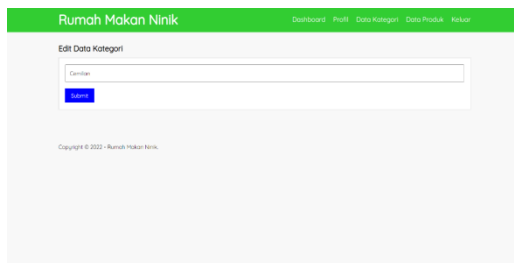 Rumah Makan Ninik
Dashboard Profil Data Kategori Data Produk Keluar
Edit Data Kategori
Cemilan
Submit
Copyright © 2022 - Rumah Makan Ninik.